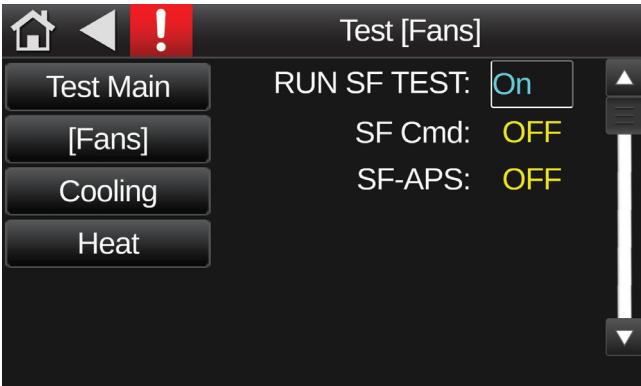 ! Test [Fans]
Test Main RUN SF TEST: On
[Fans] SF Cmd: OFF
Cooling SF-APS: OFF
Heat